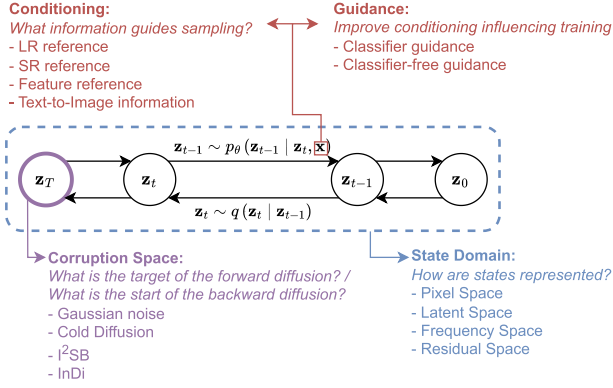 Conditioning:
What information guides sampling?
- LR reference
- SR reference
- Feature reference
- Text-to-Image information
Guidance:
Improve conditioning influencing training
- Classifier guidance
- Classifier-free guidance
z_{t-1} ∼ p_θ (z_{t-1} | z_t, x)
z_T
z_t
z_{t-1}
z_0
z_t ∼ q (z_t | z_{t-1})
Corruption Space:
What is the target of the forward diffusion? /
What is the start of the backward diffusion?
- Gaussian noise
- Cold Diffusion
- I²SB
- InDi
State Domain:
How are states represented?
- Pixel Space
- Latent Space
- Frequency Space
- Residual Space